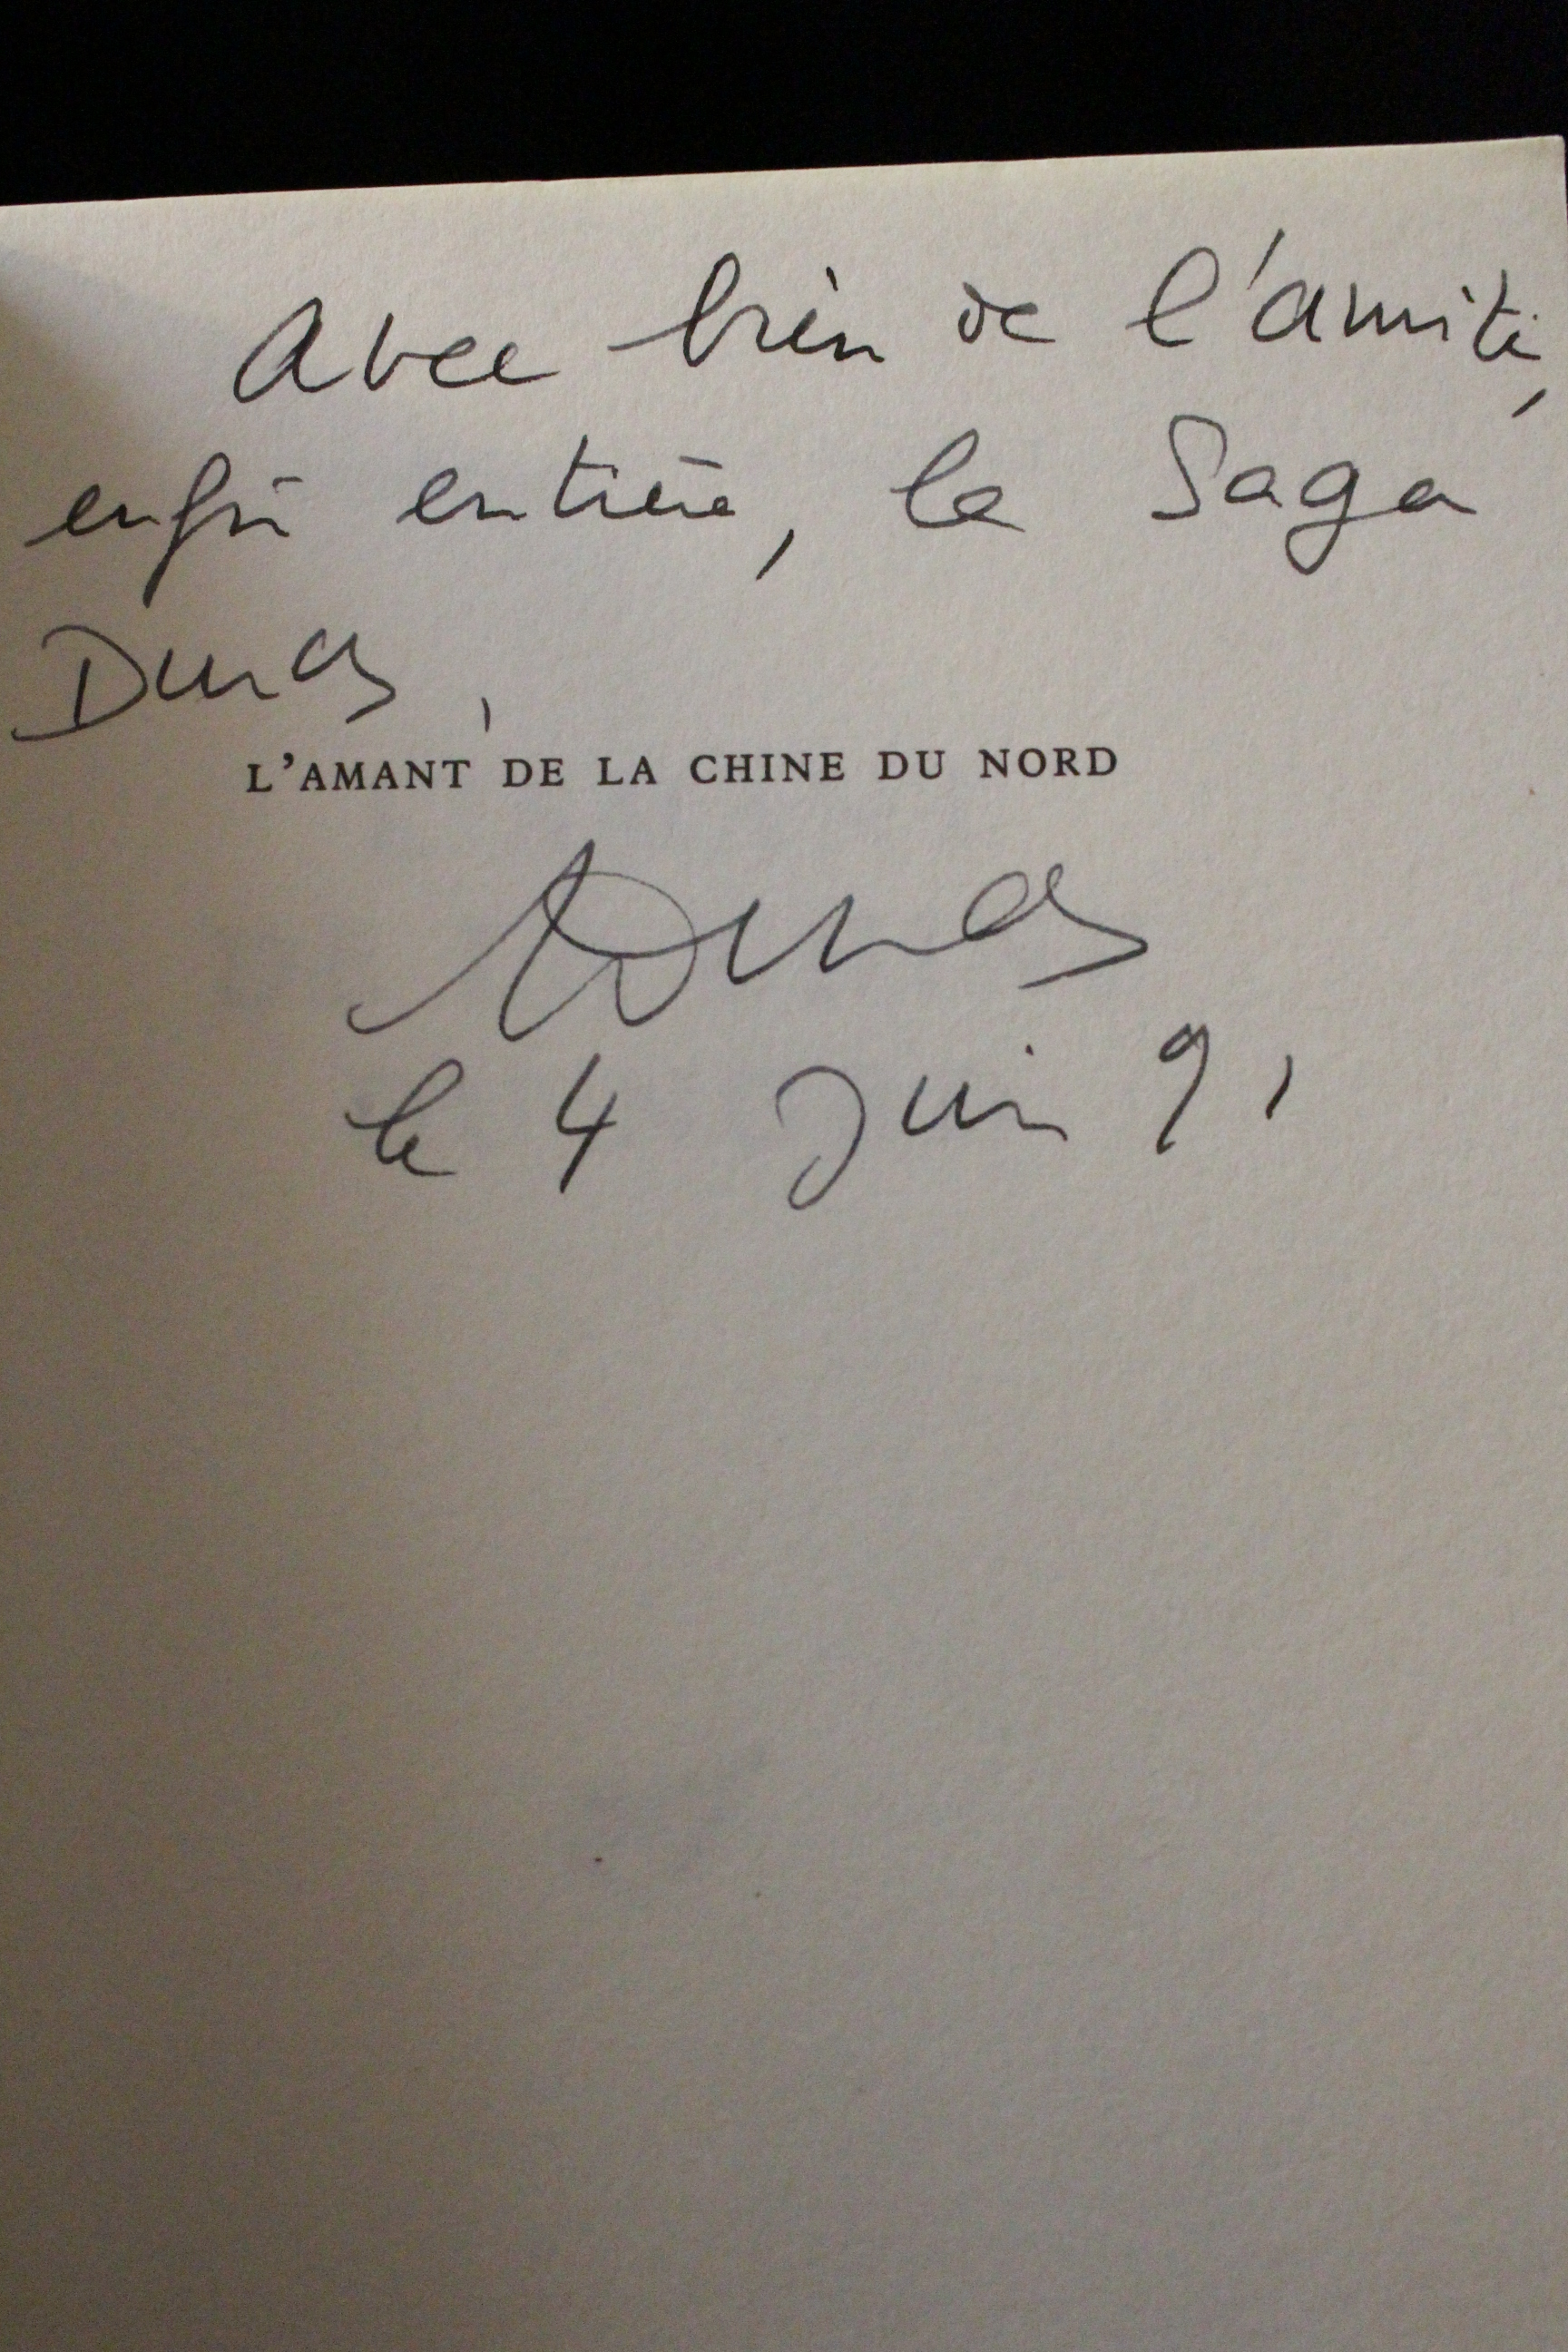 Avec bien de l'amitié,
enfin entière, la Saga
Duras,
L'AMANT DE LA CHINE DU NORD
Duras
le 4 Juin 91